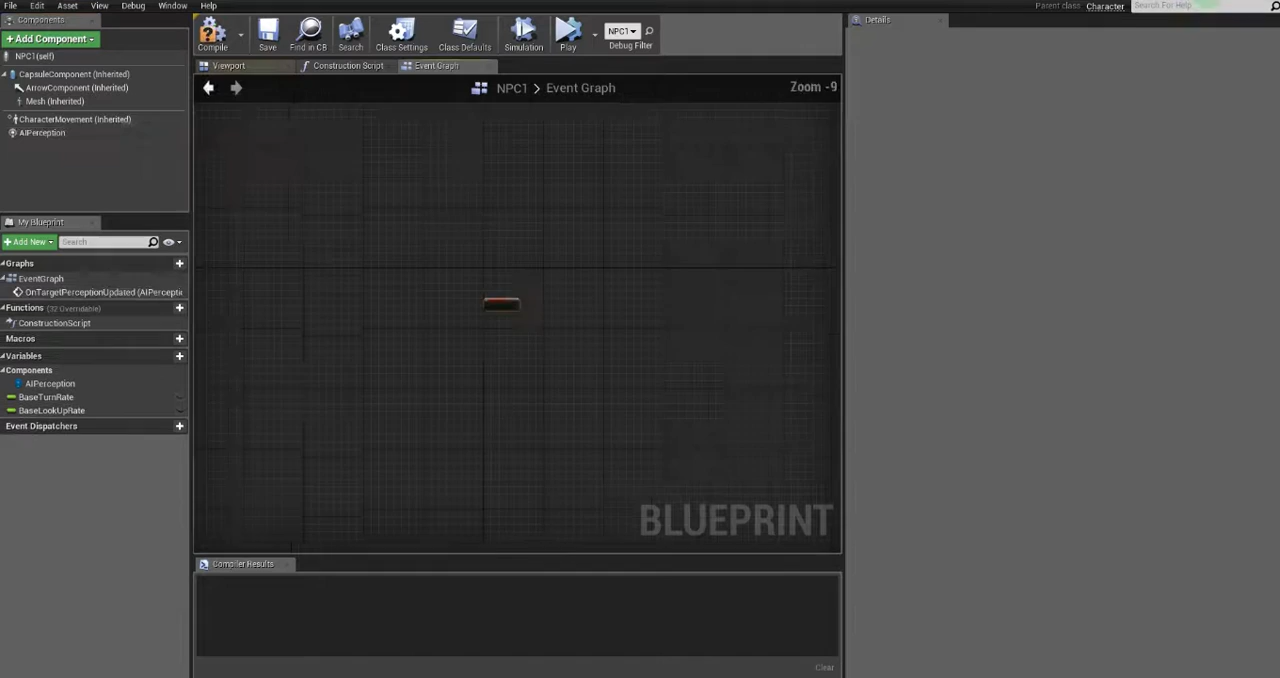 File Edit Asset View Debug Window Help
Parent class: Character Search For Help
Components
+Add Component
NPC1(self)
CapsuleComponent (Inherited)
ArrowComponent (Inherited)
Mesh (Inherited)
CharacterMovement (Inherited)
AIPerception
Compile Save Find in CB Search Class Settings Class Defaults Simulation Play
NPC1
Debug Filter
Viewport Construction Script Event Graph
NPC1 > Event Graph
Zoom -9
BLUEPRINT
My Blueprint
+Add New Search
Graphs
EventGraph
OnTargetPerceptionUpdated (AIPercepti
Functions (32 Overridable)
ConstructionScript
Macros
Variables
Components
AIPerception
BaseTurnRate
BaseLookUpRate
Event Dispatchers
Compiler Results
Clear
Details